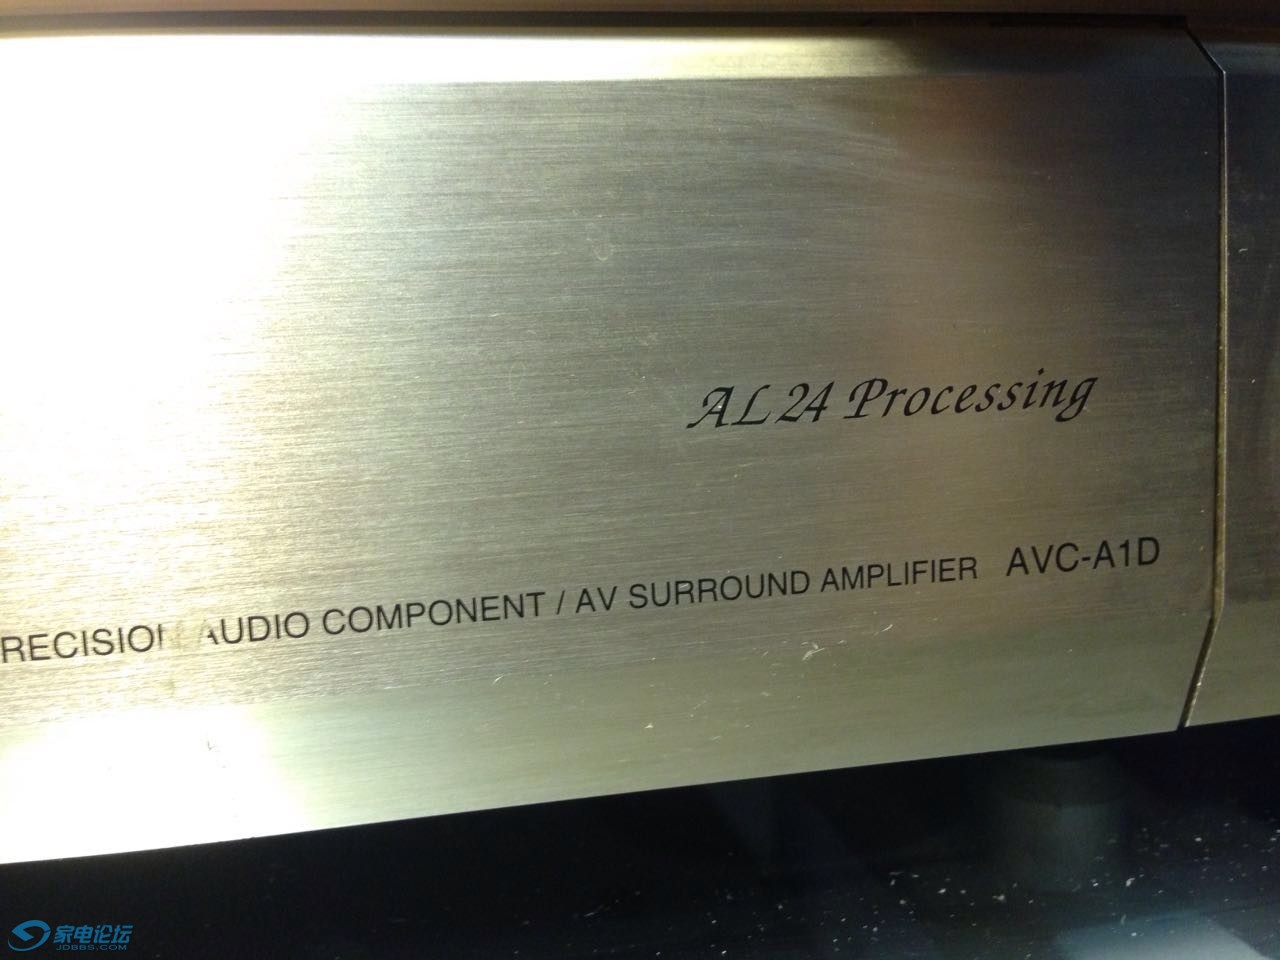 AL24 Processing
RECISION AUDIO COMPONENT / AV SURROUND AMPLIFIER AVC-A1D
家电论坛
JDBBS.COM